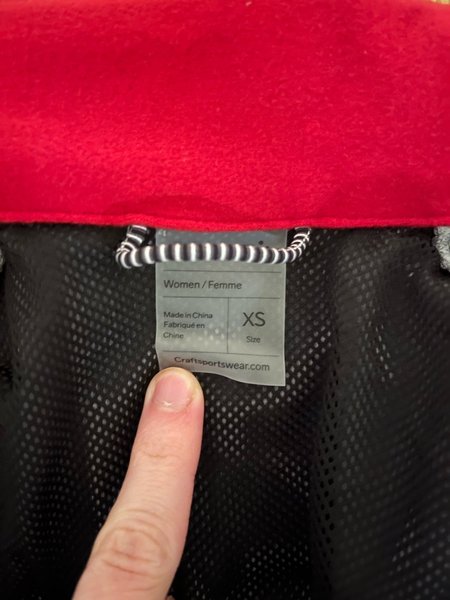 Women / Femme
Made in China
Fabriqué en
Chine
XS
Size
Craftsportswear.com